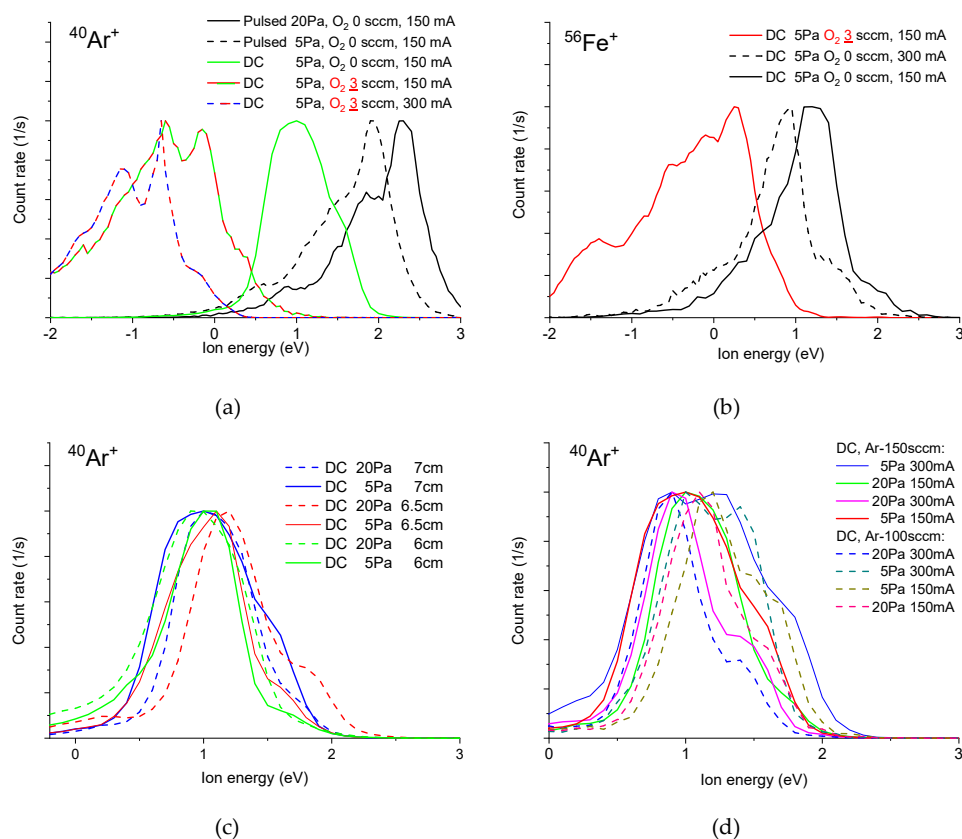 40Ar+
Pulsed 20Pa, O2 0 sccm, 150 mA
Pulsed 5Pa, O2 0 sccm, 150 mA
DC 5Pa, O2 0 sccm, 150 mA
DC 5Pa, O2 3 sccm, 150 mA
DC 5Pa, O2 3 sccm, 300 mA
Count rate (1/s)
-2 -1 0 1 2 3
Ion energy (eV)
(a)
56Fe+
DC 5Pa O2 3 sccm, 150 mA
DC 5Pa O2 0 sccm, 300 mA
DC 5Pa O2 0 sccm, 150 mA
Count rate (1/s)
-2 -1 0 1 2 3
Ion energy (eV)
(b)
40Ar+
DC 20Pa 7cm
DC 5Pa 7cm
DC 20Pa 6.5cm
DC 5Pa 6.5cm
DC 20Pa 6cm
DC 5Pa 6cm
Count rate (1/s)
0 1 2 3
Ion energy (eV)
(c)
40Ar+
DC, Ar-150sccm:
5Pa 300mA
20Pa 150mA
20Pa 300mA
5Pa 150mA
DC, Ar-100sccm:
20Pa 300mA
5Pa 300mA
5Pa 150mA
20Pa 150mA
Count rate (1/s)
0 1 2 3
Ion energy (eV)
(d)